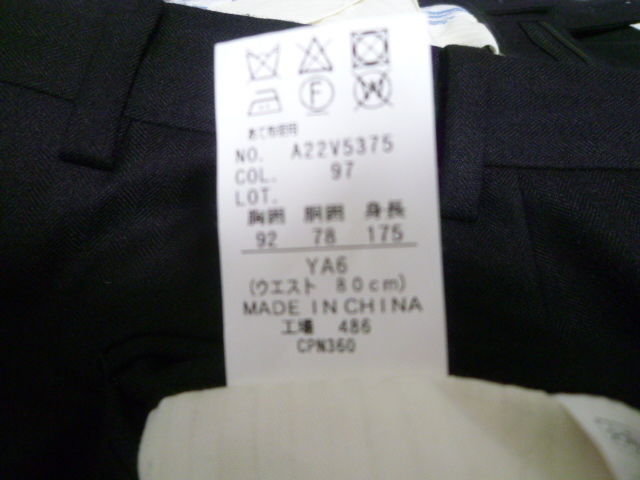 F W
あて布使用
NO. A22V5375
COL. 97
LOT.
胸囲 胴囲 身長
92 78 175
YA6
(ウエスト 80cm)
MADE IN CHINA
工場 486
CPN360